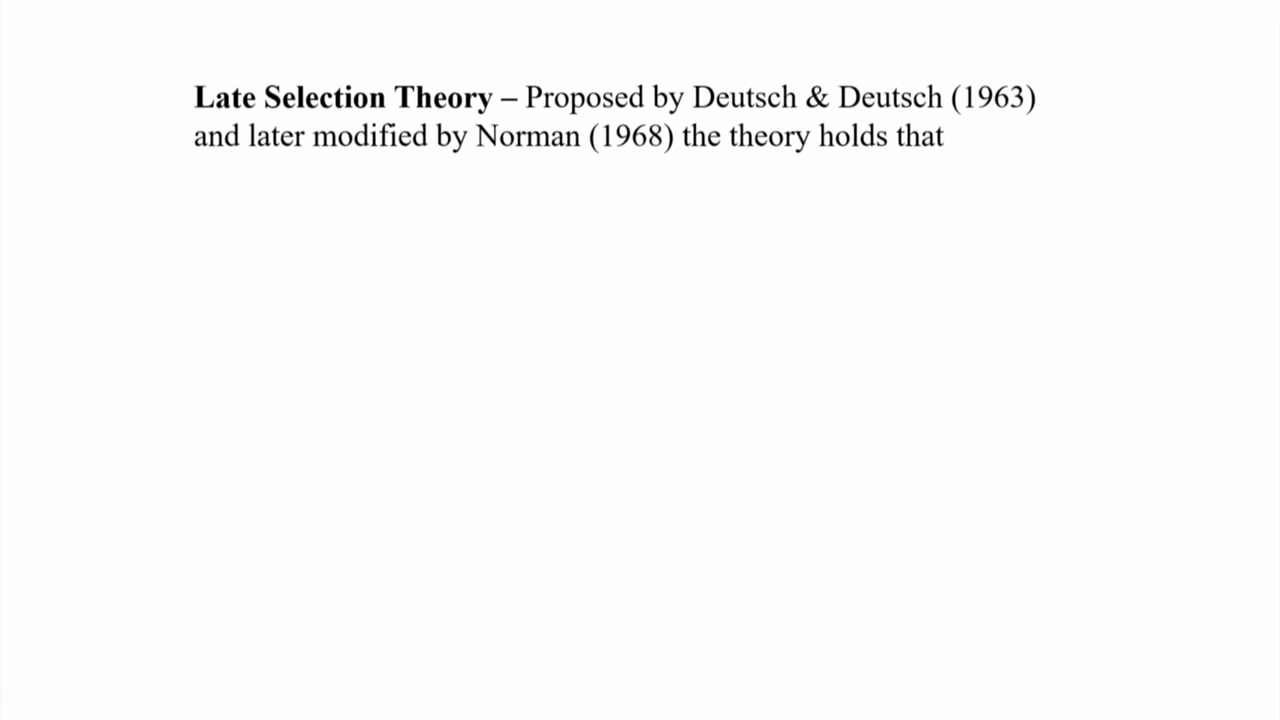 Late Selection Theory – Proposed by Deutsch & Deutsch (1963)
and later modified by Norman (1968) the theory holds that